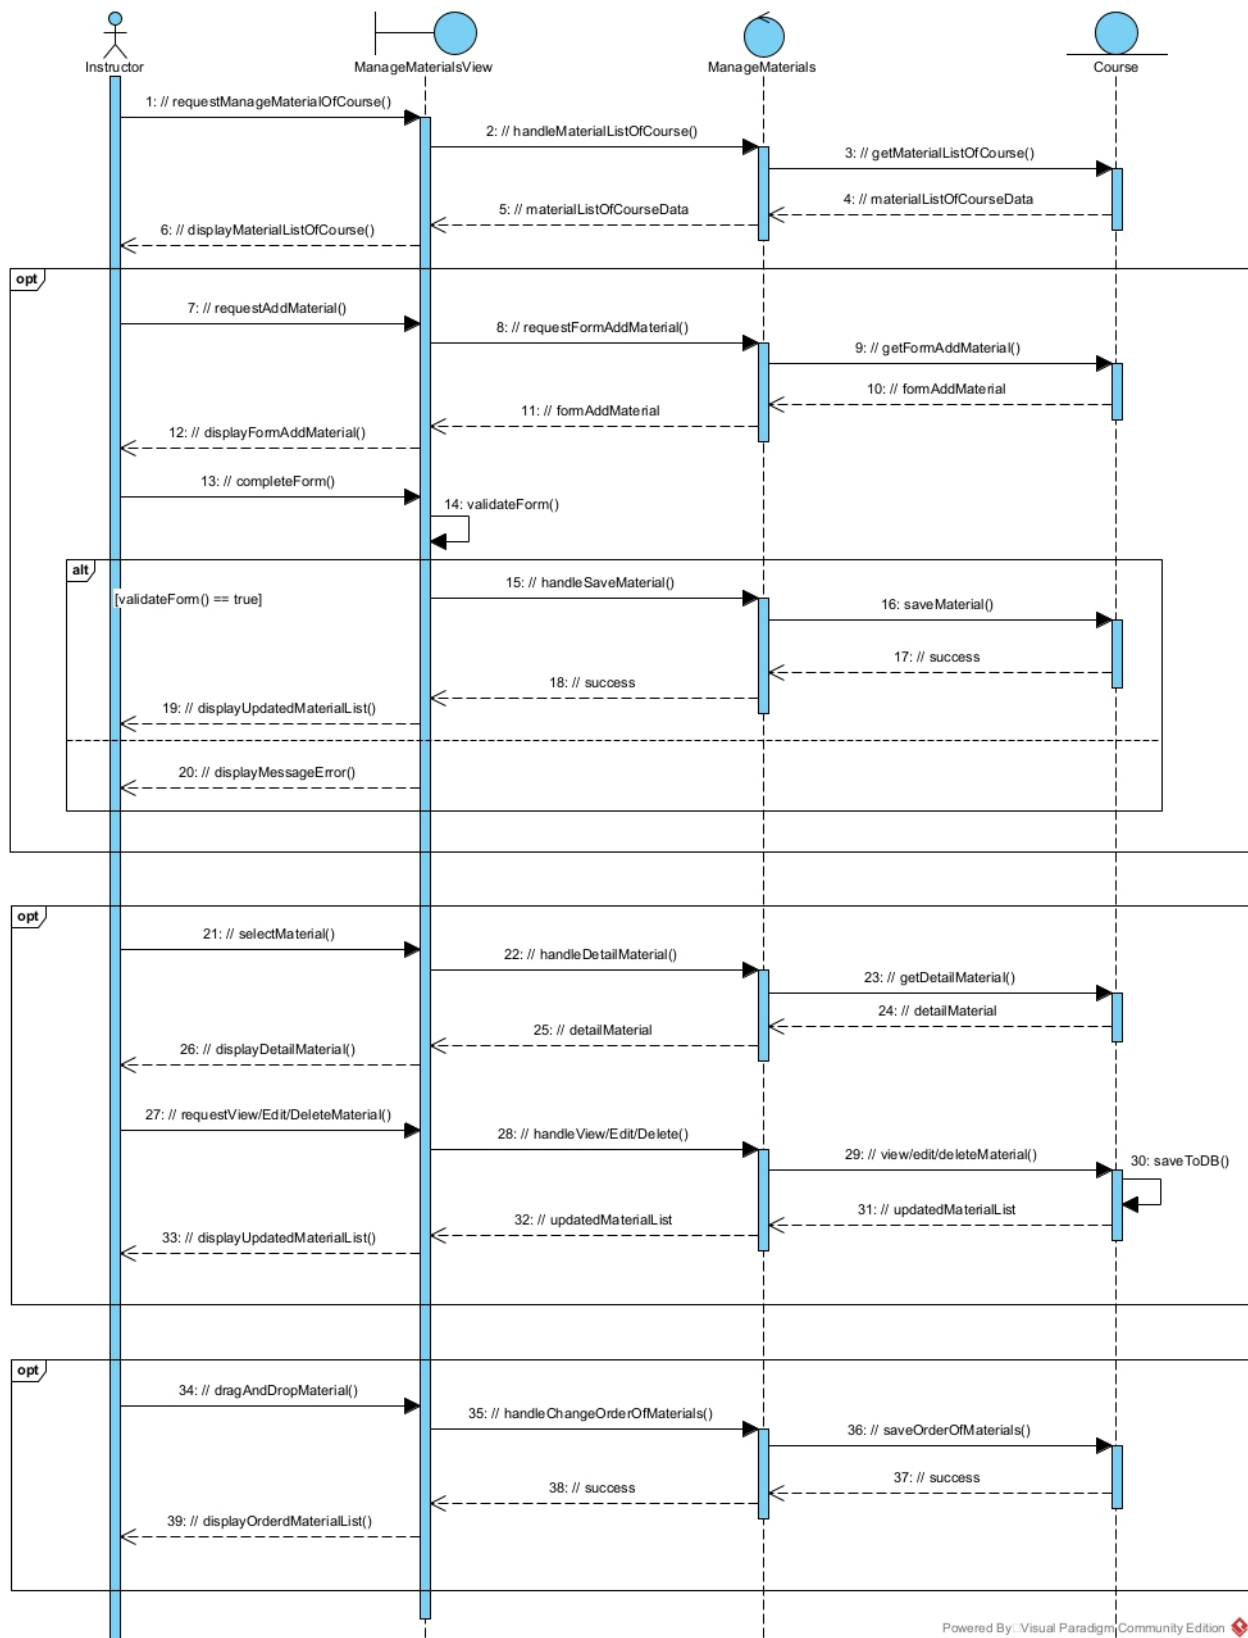 Instructor
ManageMaterialsView
ManageMaterials
Course
1: // requestManageMaterialOfCourse()
2: // handleMaterialListOfCourse()
3: // getMaterialListOfCourse()
4: // materialListOfCourseData
5: // materialListOfCourseData
6: // displayMaterialListOfCourse()
opt
7: // requestAddMaterial()
8: // requestFormAddMaterial()
9: // getFormAddMaterial()
10: // formAddMaterial
11: // formAddMaterial
12: // displayFormAddMaterial()
13: // completeForm()
14: validateForm()
alt
[validateForm() == true]
15: // handleSaveMaterial()
16: saveMaterial()
17: // success
18: // success
19: // displayUpdatedMaterialList()
20: // displayMessageError()
opt
21: // selectMaterial()
22: // handleDetailMaterial()
23: // getDetailMaterial()
24: // detailMaterial
25: // detailMaterial
26: // displayDetailMaterial()
27: // requestView/Edit/DeleteMaterial()
28: // handleView/Edit/Delete()
29: // view/edit/deleteMaterial()
30: saveToDB()
31: // updatedMaterialList
32: // updatedMaterialList
33: // displayUpdatedMaterialList()
opt
34: // dragAndDropMaterial()
35: // handleChangeOrderOfMaterials()
36: // saveOrderOfMaterials()
37: // success
38: // success
39: // displayOrderdMaterialList()
Powered By Visual Paradigm Community Edition